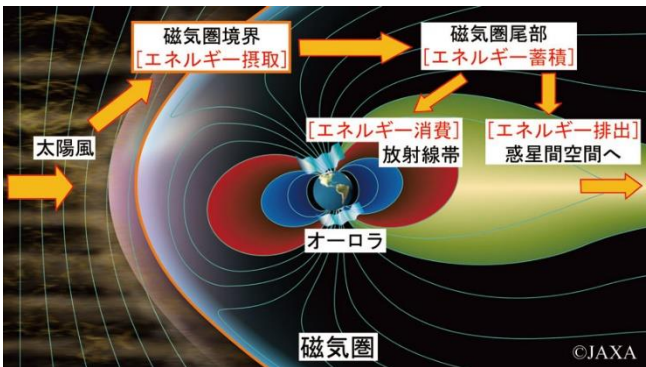 磁気圏境界
[エネルギー摂取]
磁気圏尾部
[エネルギー蓄積]
太陽風
[エネルギー消費]
放射線帯
[エネルギー排出]
惑星間空間へ
オーロラ
磁気圏
©JAXA